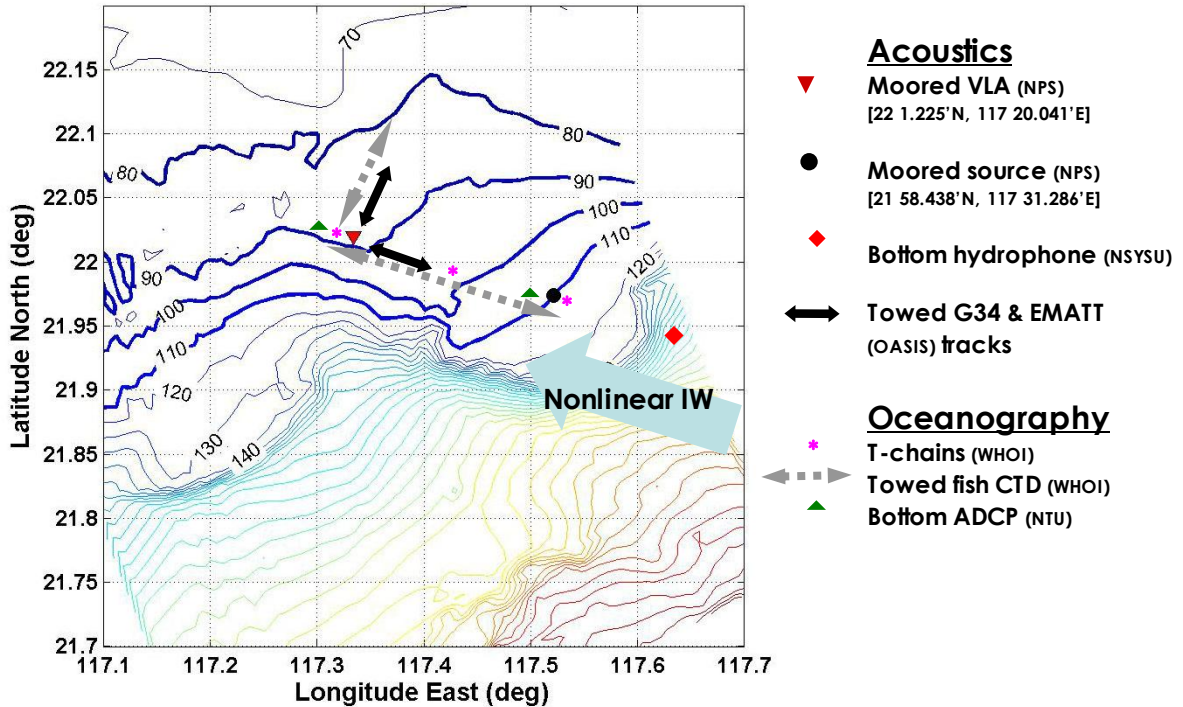 70
22.15
22.1
22.05
22
21.95
21.9
21.85
21.8
21.75
21.7
80
80
90
100
110
120
90
100
110
120
130
140
Nonlinear IW
117.1 117.2 117.3 117.4 117.5 117.6 117.7
Longitude East (deg)
Latitude North (deg)
Acoustics
Moored VLA (NPS)
[22 1.225'N, 117 20.041'E]
Moored source (NPS)
[21 58.438'N, 117 31.286'E]
Bottom hydrophone (NSYSU)
Towed G34 & EMATT
(OASIS) tracks
Oceanography
T-chains (WHOI)
Towed fish CTD (WHOI)
Bottom ADCP (NTU)